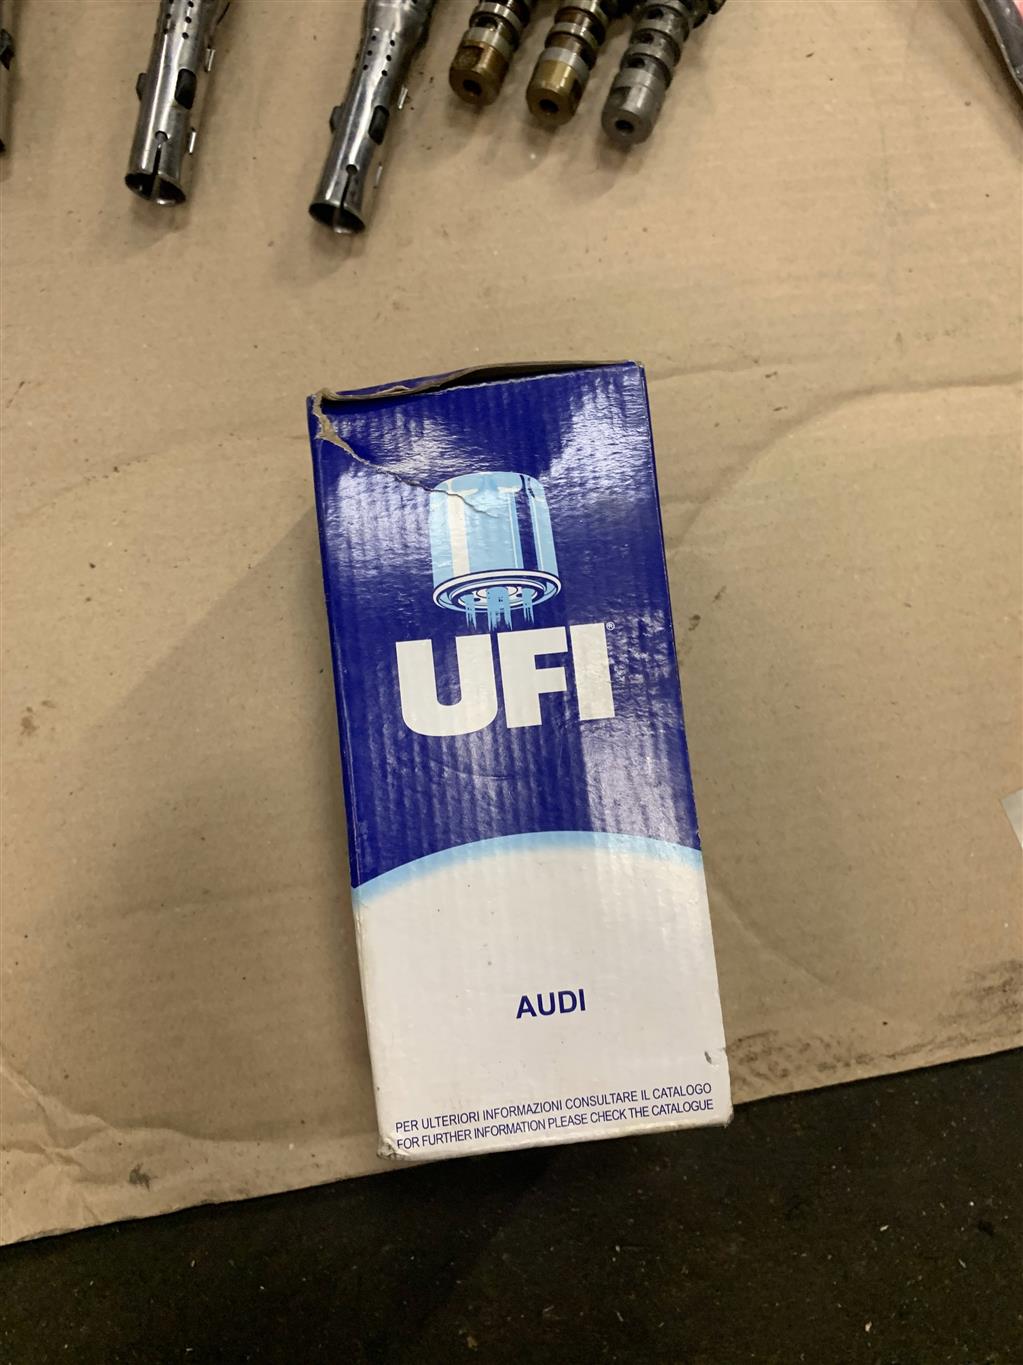 UFI®
AUDI
PER ULTERIORI INFORMAZIONI CONSULTARE IL CATALOGO
FOR FURTHER INFORMATION PLEASE CHECK THE CATALOGUE